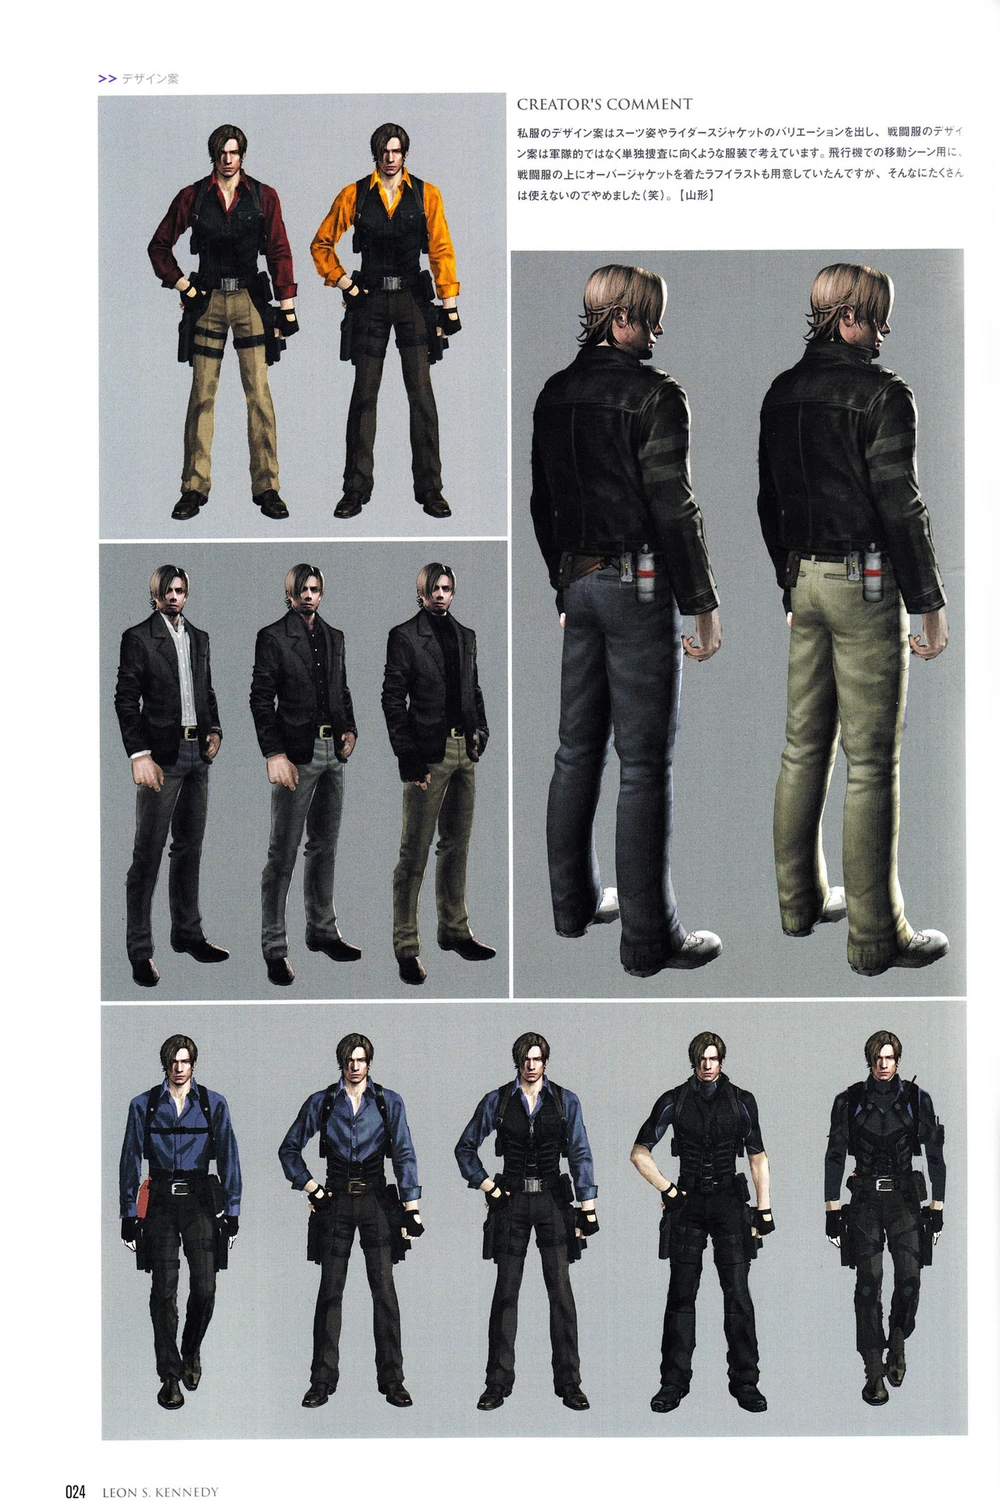 >> デザイン案
CREATOR'S COMMENT
私服のデザイン案はスーツ姿やライダースジャケットのバリエーションを出し、戦闘服のデザイ
ン案は軍隊的ではなく単独捜査に向くような服装で考えています。飛行機での移動シーン用に、
戦闘服の上にオーバージャケットを着たラフイラストも用意していたんですが、そんなにたくさん
は使えないのでやめました(笑)。【山形】
024 LEON S. KENNEDY